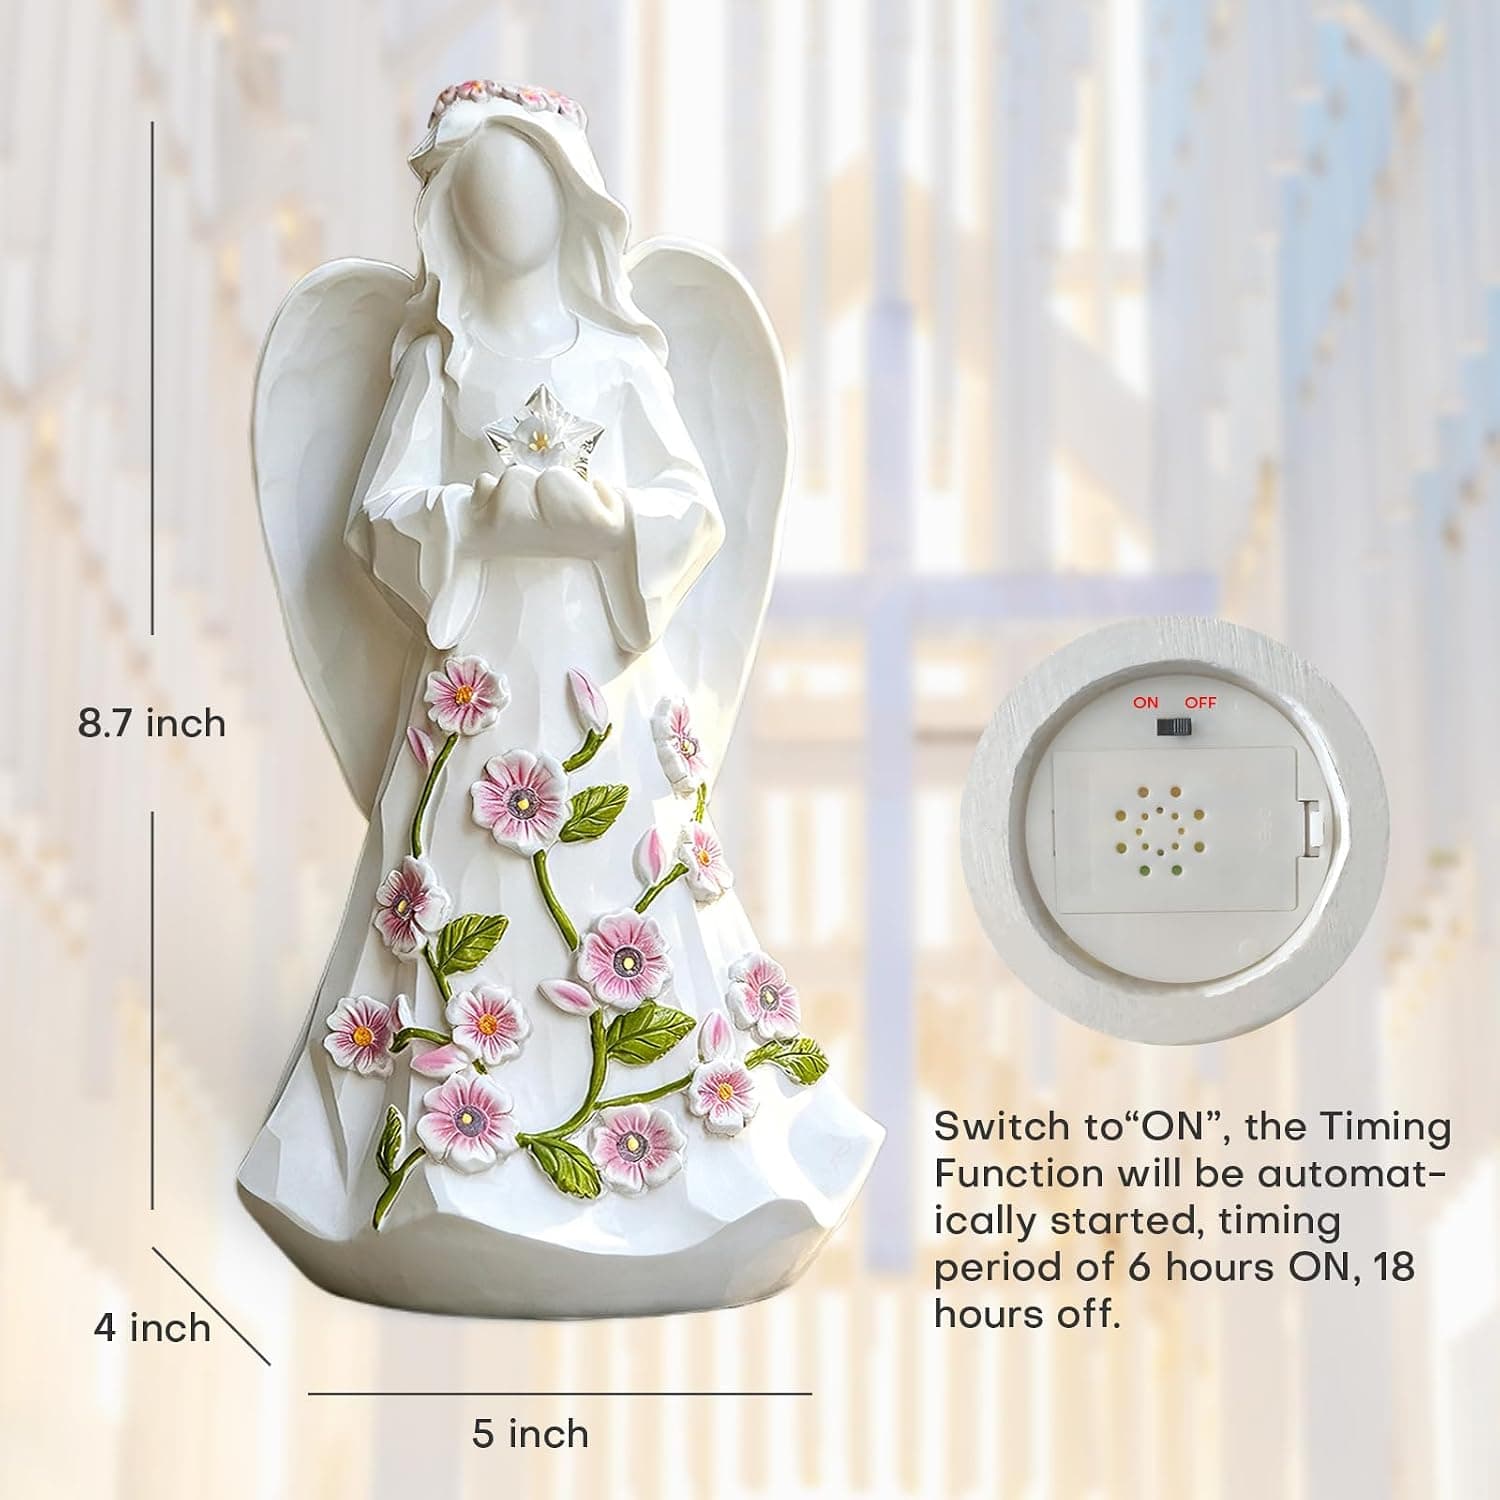 8.7 inch
4 inch
5 inch
ON OFF
Switch to“ON”, the Timing
Function will be automat-
ically started, timing
period of 6 hours ON, 18
hours off.